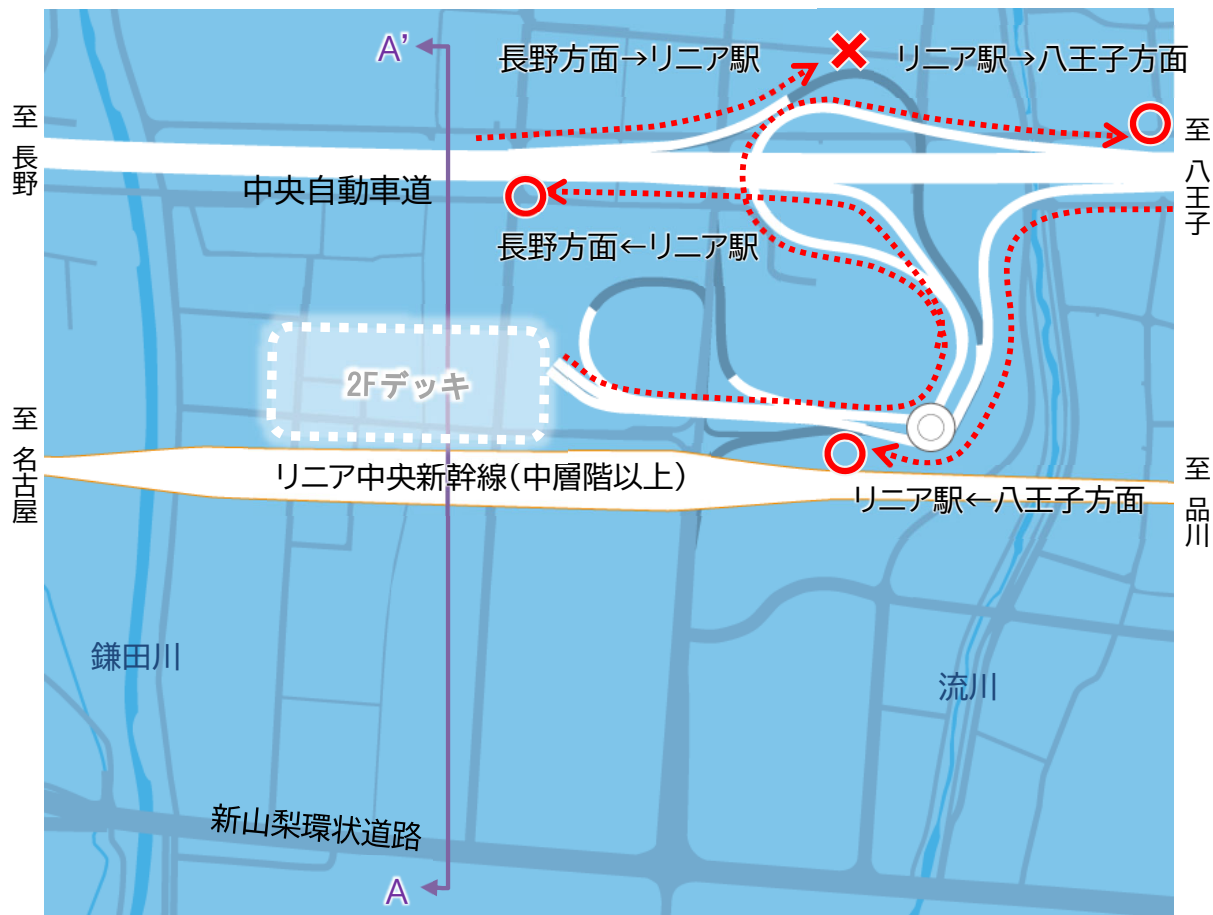 A’
長野方面→リニア駅
リニア駅→八王子方面
至 長野
至 八王子
中央自動車道
長野方面←リニア駅
2Fデッキ
至 名古屋
リニア中央新幹線(中層階以上)
至 品川
リニア駅←八王子方面
鎌田川
流川
新山梨環状道路
A